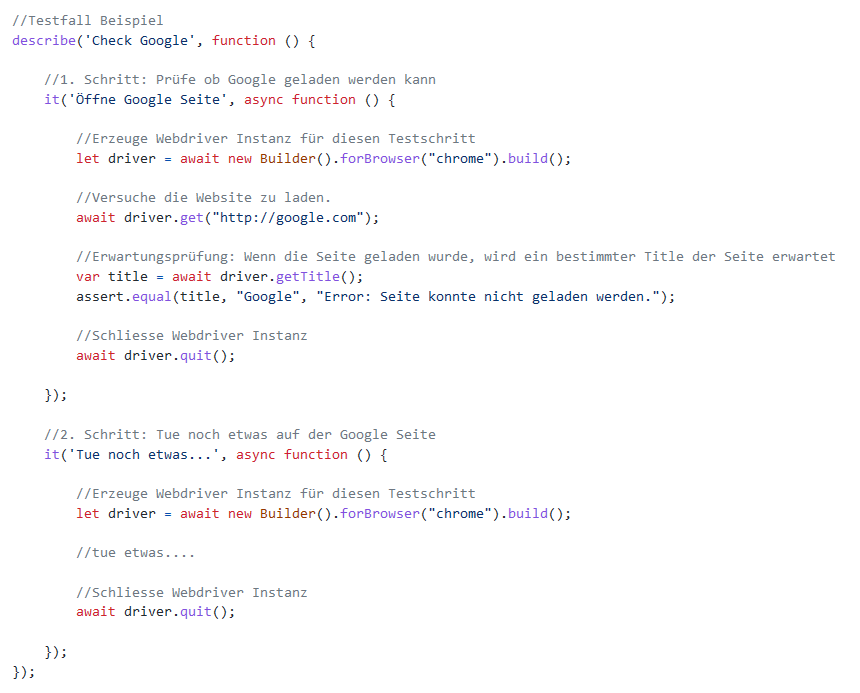 //Testfall Beispiel
describe('Check Google', function () {
//1. Schritt: Prüfe ob Google geladen werden kann
it('Öffne Google Seite', async function () {
//Erzeuge Webdriver Instanz für diesen Testschritt
let driver = await new Builder().forBrowser("chrome").build();
//Versuche die Website zu laden.
await driver.get("http://google.com");
//Erwartungsprüfung: Wenn die Seite geladen wurde, wird ein bestimmter Title der Seite erwartet
var title = await driver.getTitle();
assert.equal(title, "Google", "Error: Seite konnte nicht geladen werden.");
//Schliesse Webdriver Instanz
await driver.quit();
});
//2. Schritt: Tue noch etwas auf der Google Seite
it('Tue noch etwas...', async function () {
//Erzeuge Webdriver Instanz für diesen Testschritt
let driver = await new Builder().forBrowser("chrome").build();
//tue etwas....
//Schliesse Webdriver Instanz
await driver.quit();
});
});